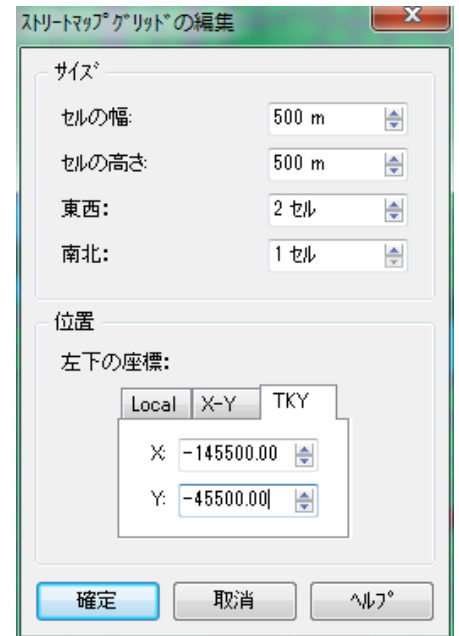 ｽﾄﾘｰﾄﾏｯﾌﾟｸﾞﾘｯﾄﾞの編集
ｻｲｽﾞ
ｾﾙの幅: 500 m
ｾﾙの高さ: 500 m
東西: 2 ｾﾙ
南北: 1 ｾﾙ
位置
左下の座標:
Local X-Y TKY
X: -145500.00
Y: -45500.00
確定 取消 ﾍﾙﾌﾟ